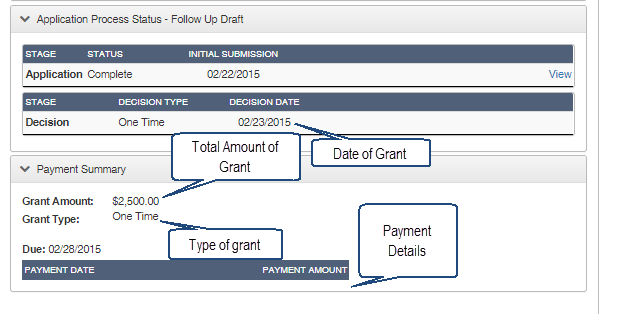 Application Process Status - Follow Up Draft
STAGE STATUS INITIAL SUBMISSION
Application Complete 02/22/2015 View
STAGE DECISION TYPE DECISION DATE
Decision One Time 02/23/2015
Total Amount of
Grant
Date of Grant
Payment Summary
Grant Amount: $2,500.00
Grant Type: One Time
Type of grant
Payment
Details
Due: 02/28/2015
PAYMENT DATE PAYMENT AMOUNT